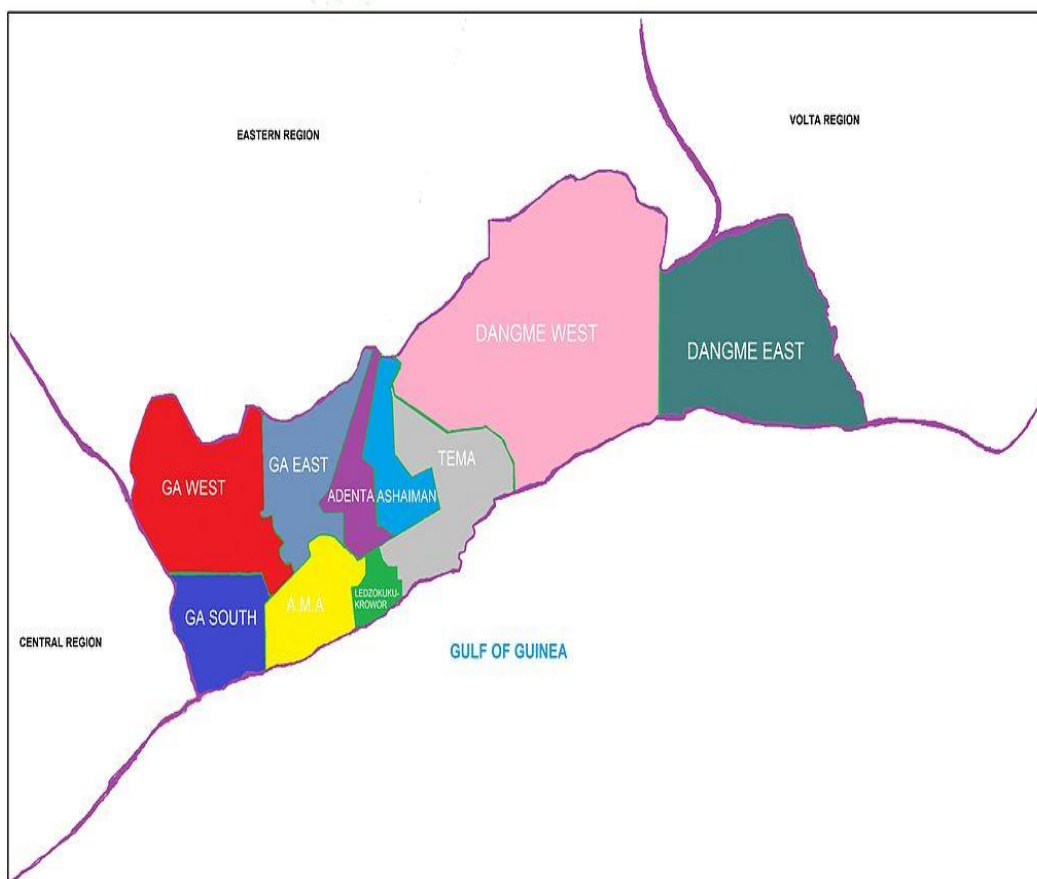 EASTERN REGION
VOLTA REGION
DANGME WEST
DANGME EAST
GA EAST
TEMA
GA WEST
ADENTA
ASHAIMAN
LEDZOKUKU-
KROWOR
A.M.A
GA SOUTH
CENTRAL REGION
GULF OF GUINEA